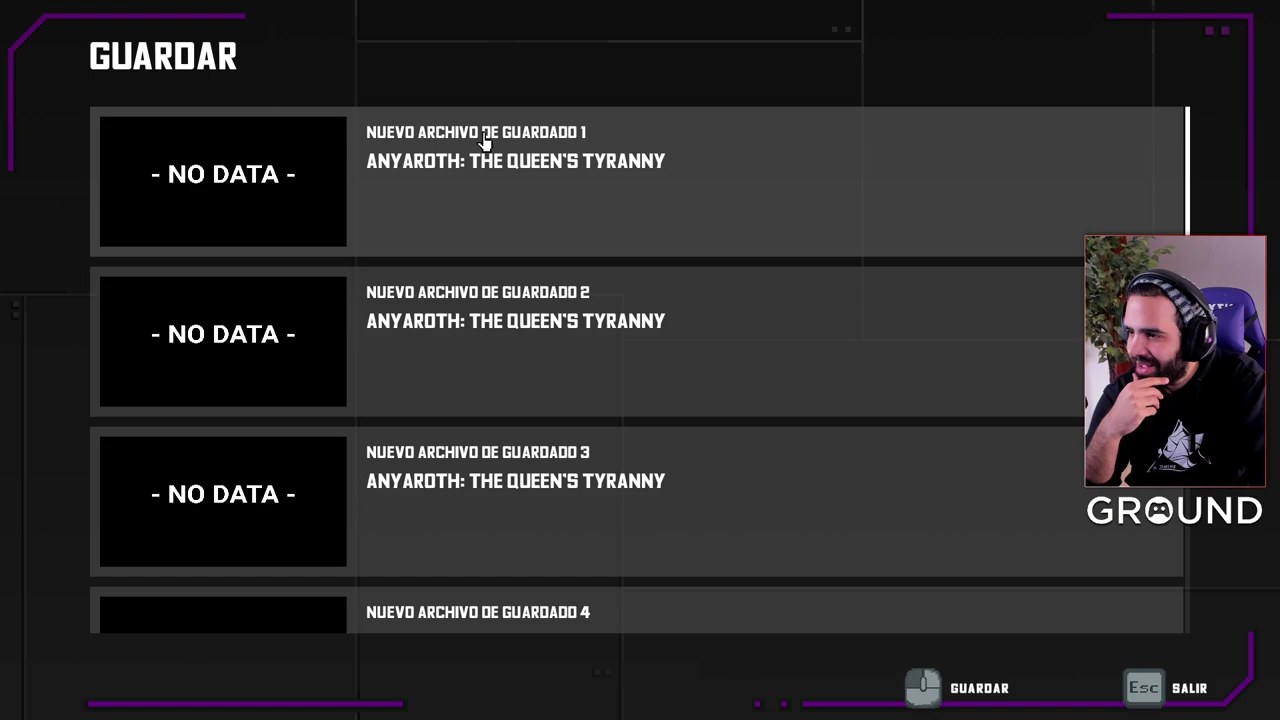 GUARDAR
- NO DATA -
NUEVO ARCHIVO DE GUARDADO 1
ANYAROTH: THE QUEEN'S TYRANNY
- NO DATA -
NUEVO ARCHIVO DE GUARDADO 2
ANYAROTH: THE QUEEN'S TYRANNY
- NO DATA -
NUEVO ARCHIVO DE GUARDADO 3
ANYAROTH: THE QUEEN'S TYRANNY
NUEVO ARCHIVO DE GUARDADO 4
GROUND
GUARDAR
Esc SALIR